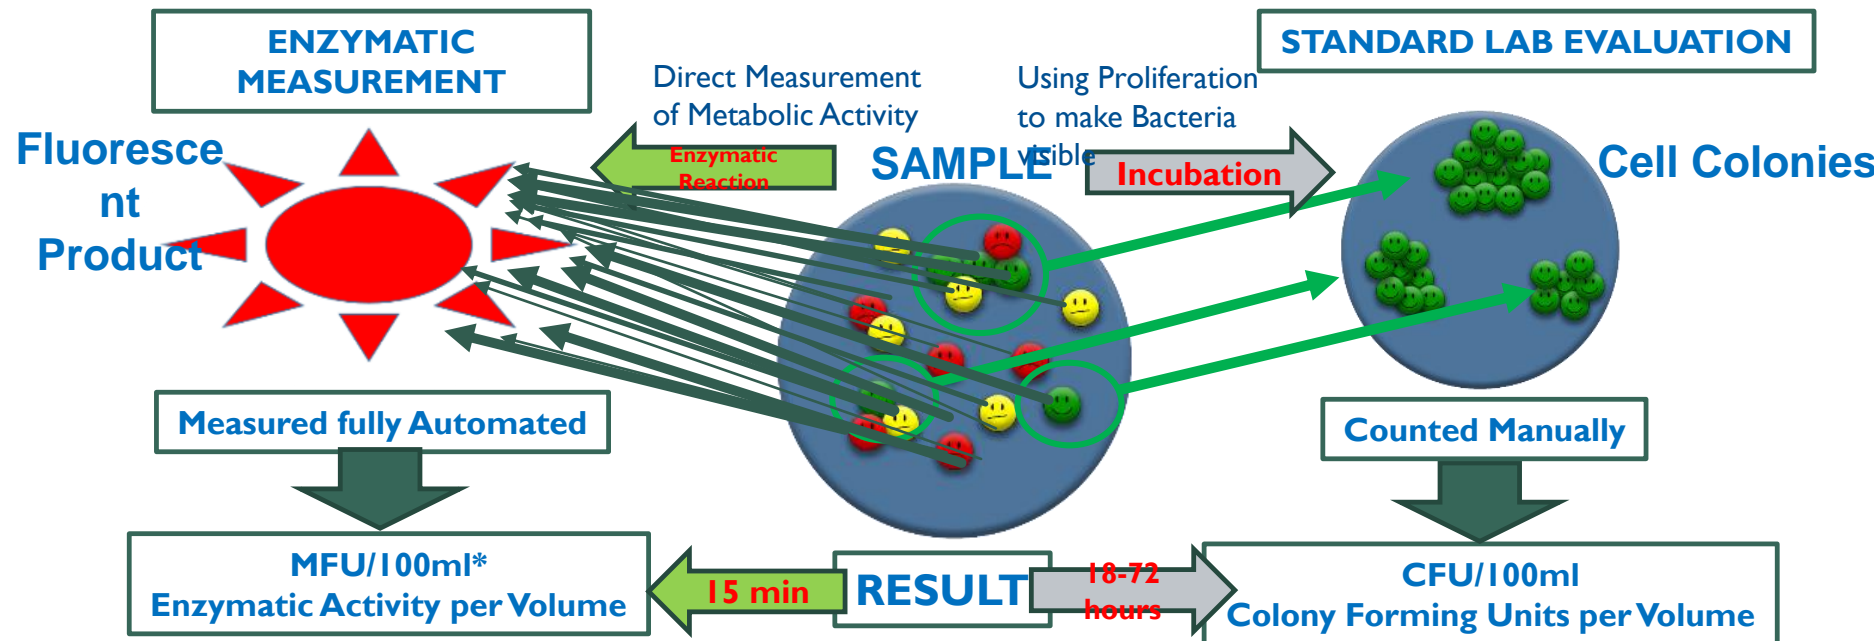 ENZYMATIC
MEASUREMENT
STANDARD LAB EVALUATION
Direct Measurement
of Metabolic Activity
Using Proliferation
to make Bacteria
visible
Fluoresce
nt
Product
Enzymatic
Reaction
SAMPLE
Incubation
Cell Colonies
Measured fully Automated
Counted Manually
MFU/100ml*
Enzymatic Activity per Volume
15 min
RESULT
18-72
hours
CFU/100ml
Colony Forming Units per Volume